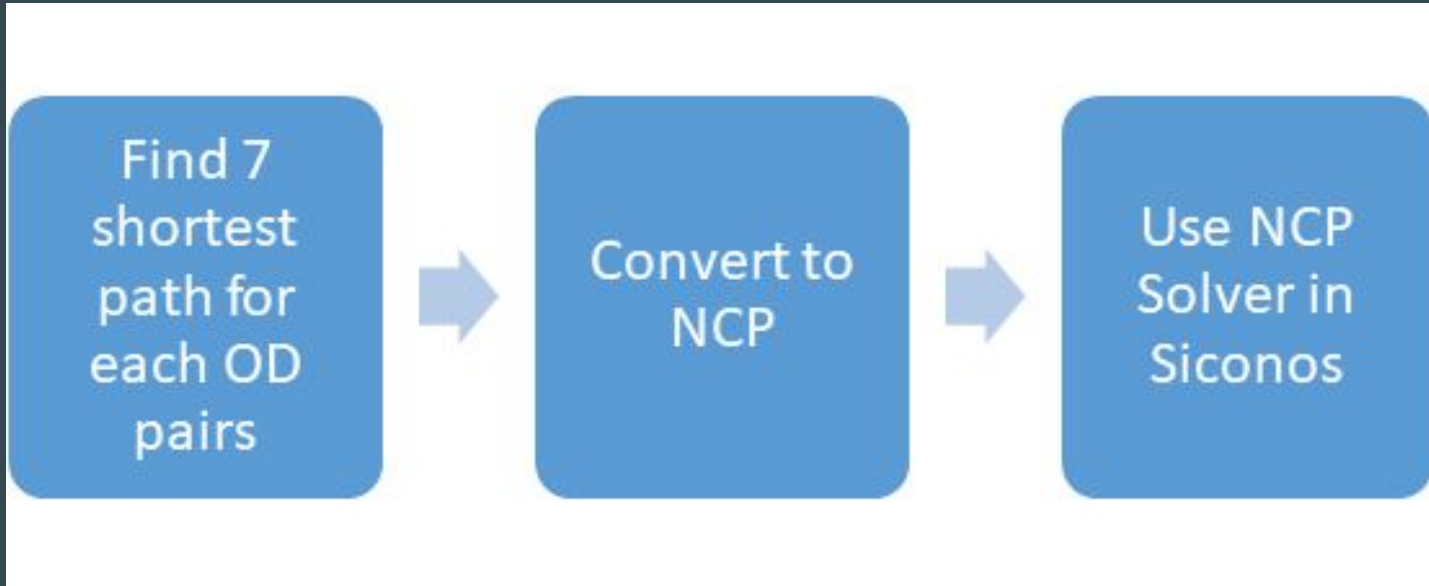 Find 7
shortest
path for
each OD
pairs
Convert to
NCP
Use NCP
Solver in
Siconos